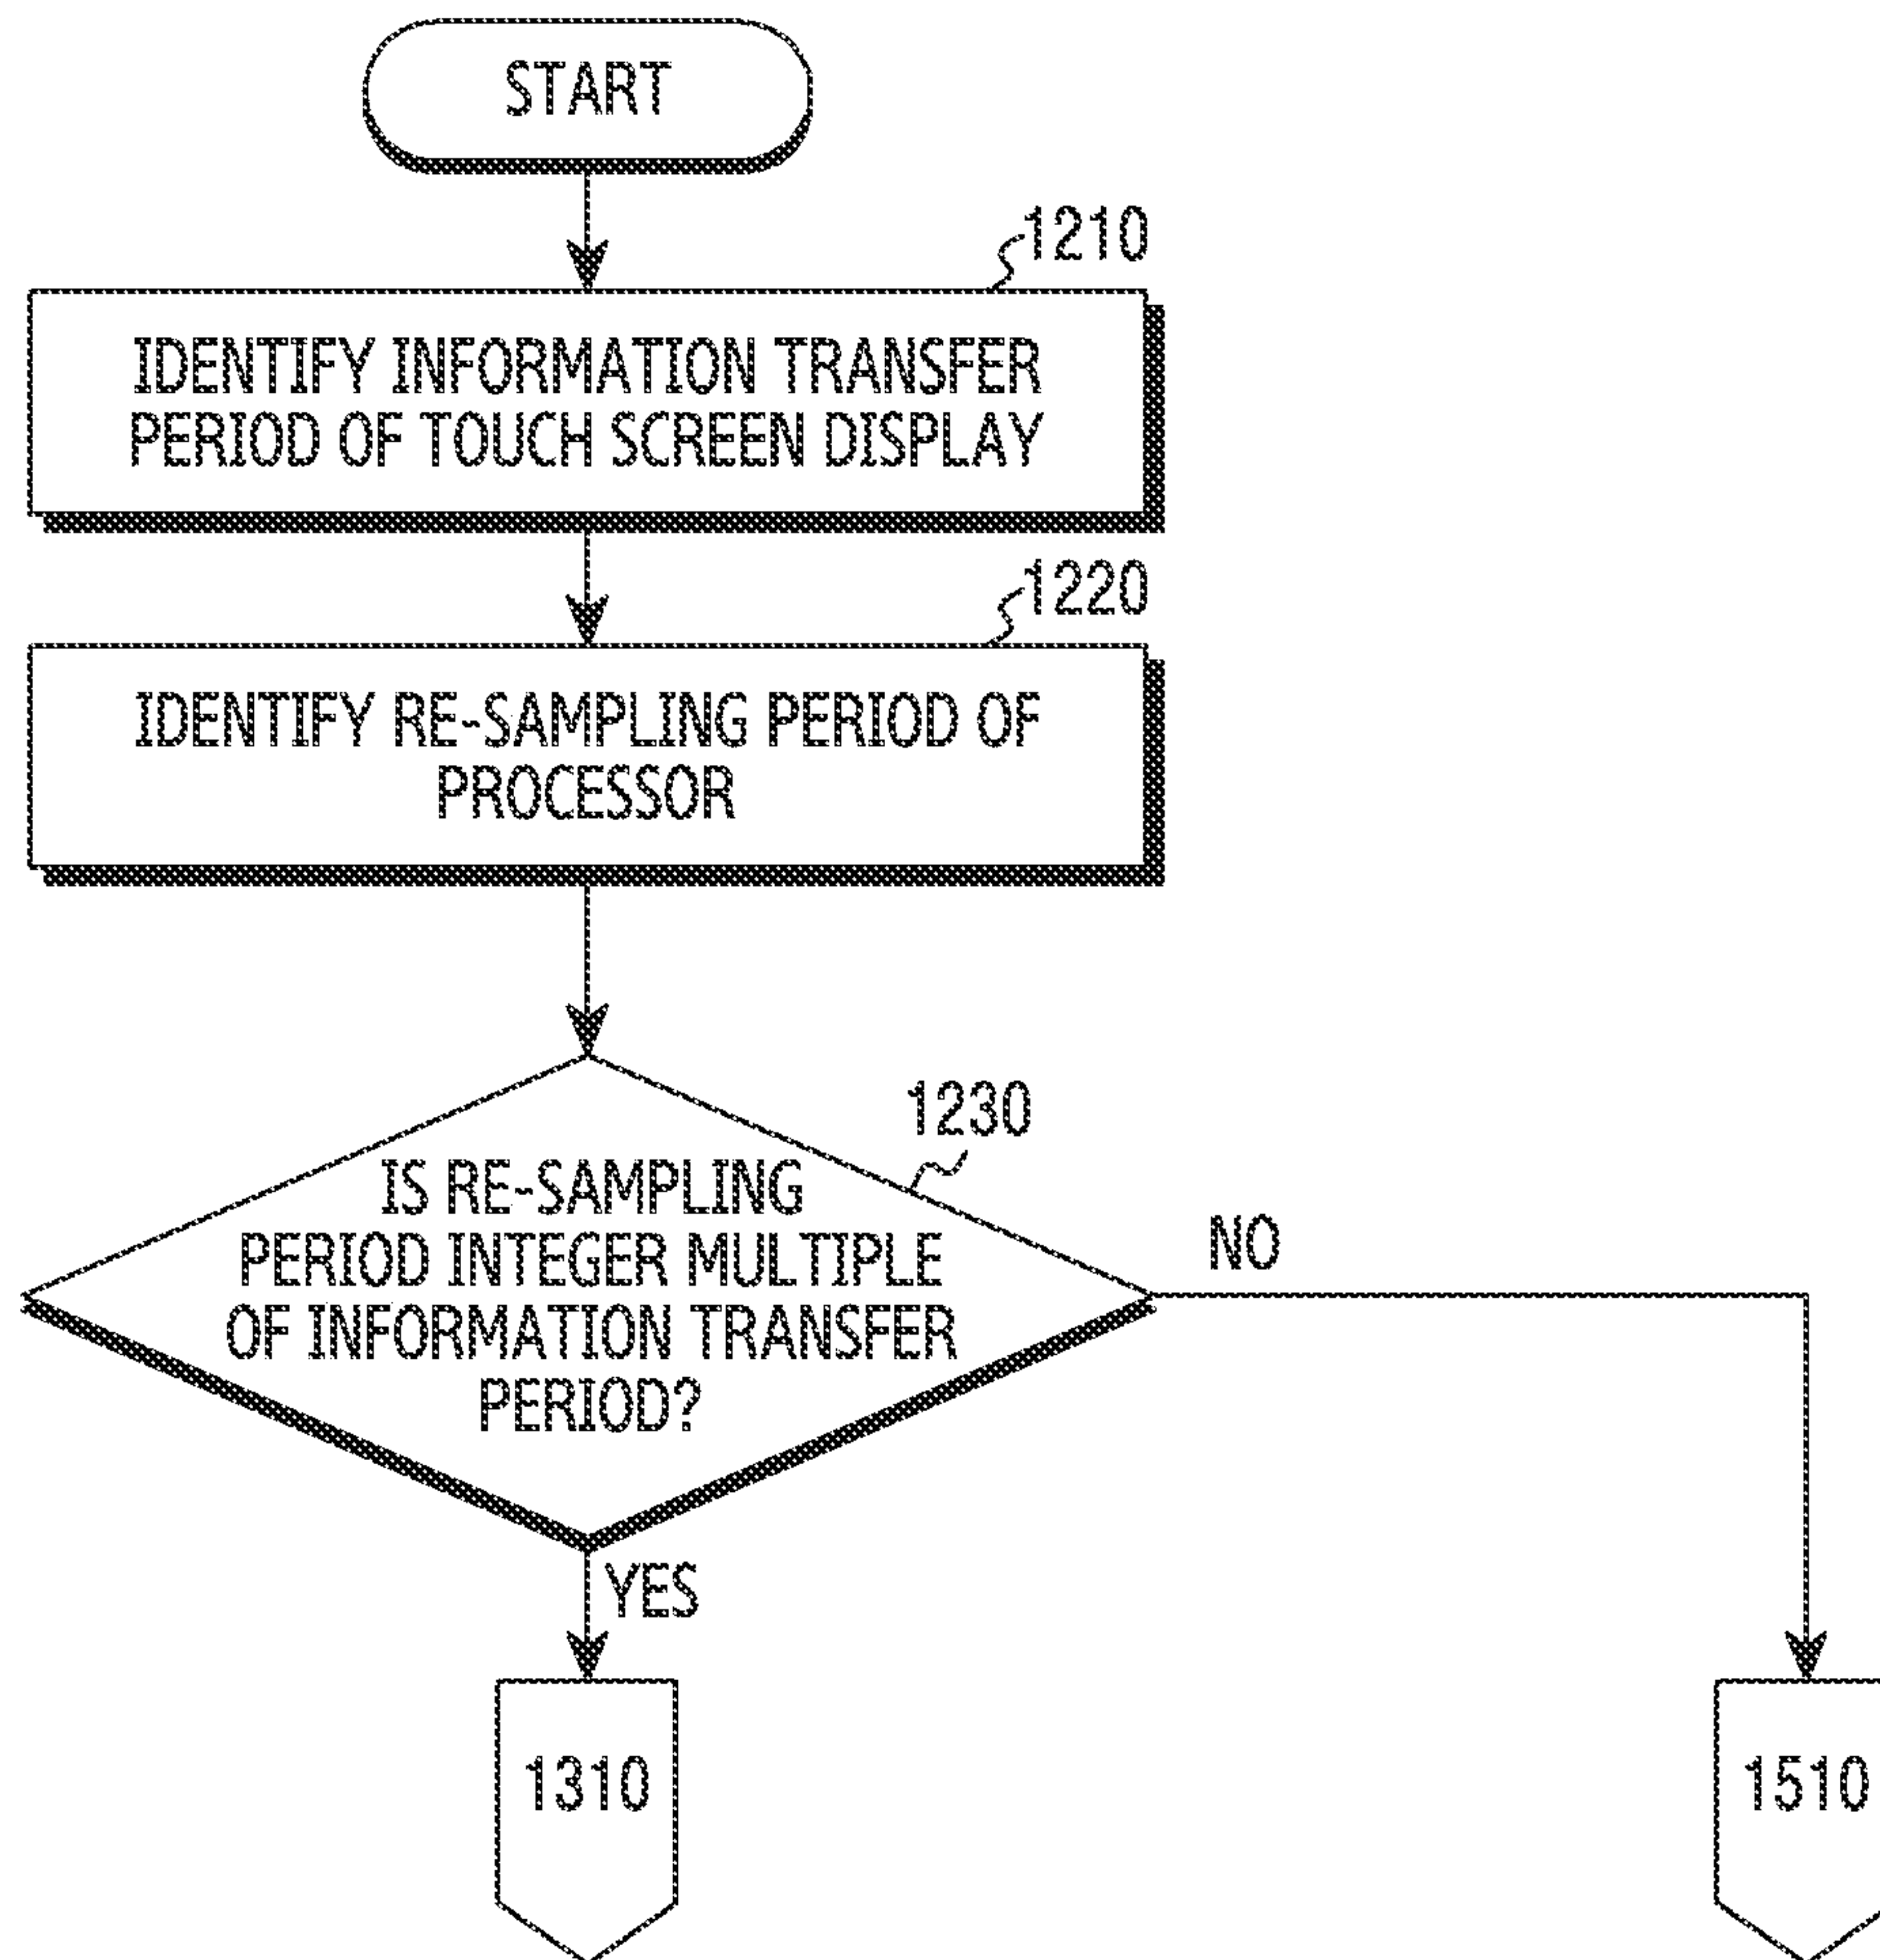 START
1210
IDENTIFY INFORMATION TRANSFER
PERIOD OF TOUCH SCREEN DISPLAY
1220
IDENTIFY RE-SAMPLING PERIOD OF
PROCESSOR
1230
IS RE-SAMPLING
PERIOD INTEGER MULTIPLE
OF INFORMATION TRANSFER
PERIOD?
NO
YES
1310
1510